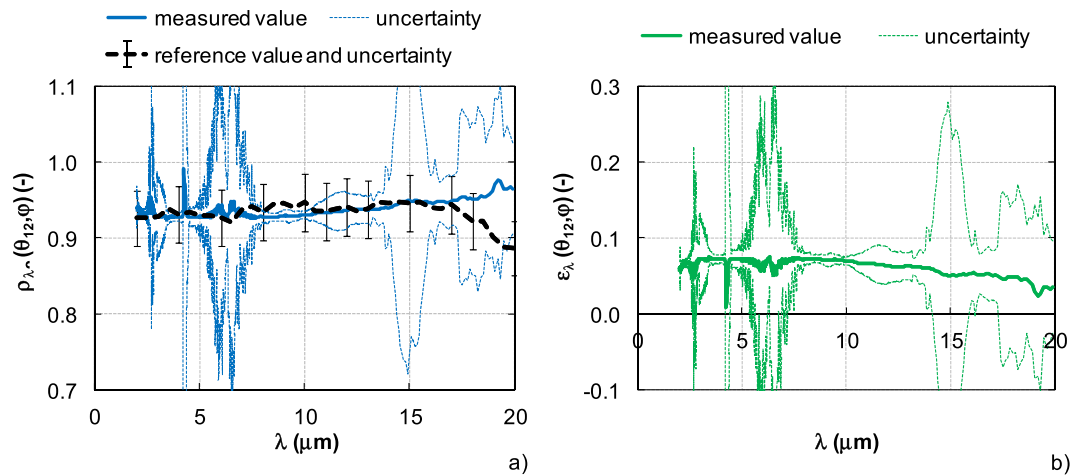 measured value uncertainty
reference value and uncertainty
1.1
1.0
0.9
0.8
0.7
0 5 10 15 20
ρλ,⌢(θ12,φ) (-)
λ (μm)
a)
measured value uncertainty
0.3
0.2
0.1
0.0
-0.1
0 5 10 15 20
ελ (θ12,φ) (-)
λ (μm)
b)